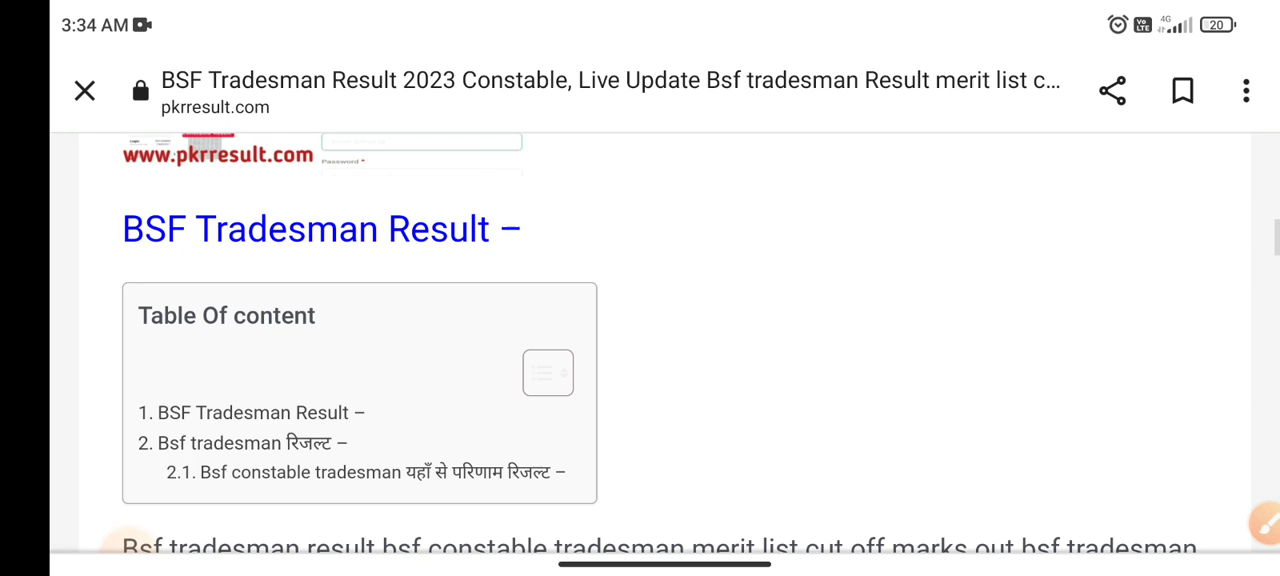 3:34 AM
Vo LTE 4G 20
BSF Tradesman Result 2023 Constable, Live Update Bsf tradesman Result merit list c...
pkrresult.com
www.pkrresult.com
Password *
BSF Tradesman Result –
Table Of content
1. BSF Tradesman Result –
2. Bsf tradesman रिजल्ट –
2.1. Bsf constable tradesman यहाँ से परिणाम रिजल्ट –
Bsf tradesman result bsf constable tradesman merit list cut off marks out bsf tradesman